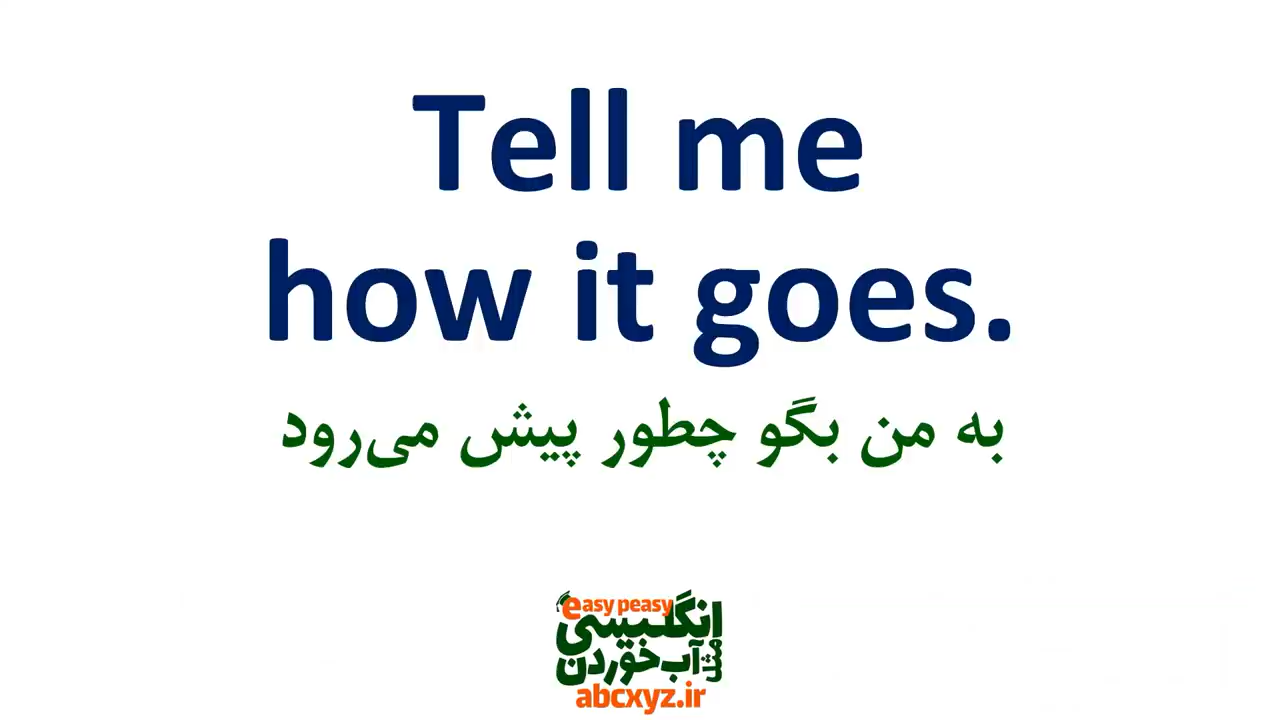 Tell me
how it goes.
به من بگو چطور پیش می‌رود
easy peasy
انگلیسی
مثل آب خوردن
abcxyz.ir